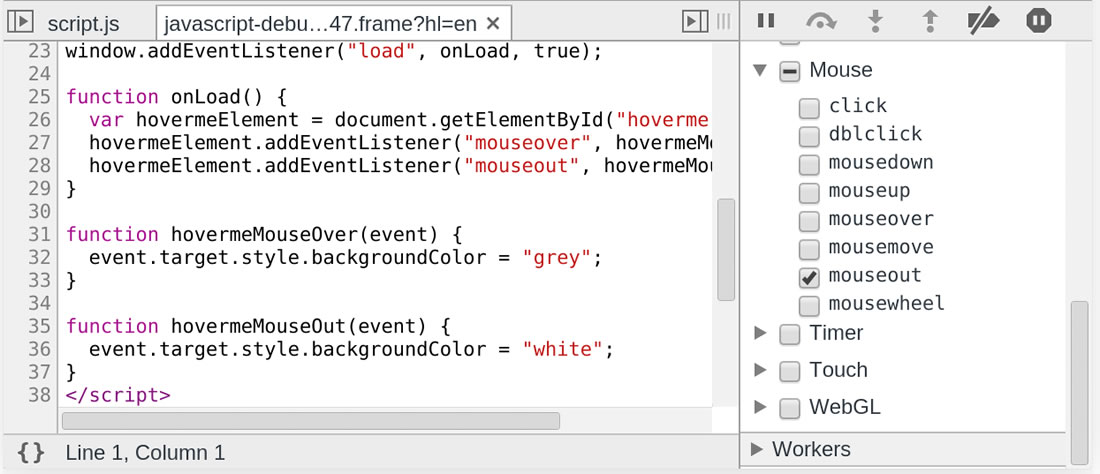 script.js
javascript-debu…47.frame?hl=en ×
23 window.addEventListener("load", onLoad, true);
24
25 function onLoad() {
26   var hovermeElement = document.getElementById("hoverme
27   hovermeElement.addEventListener("mouseover", hovermeMo
28   hovermeElement.addEventListener("mouseout", hovermeMou
29 }
30
31 function hovermeMouseOver(event) {
32   event.target.style.backgroundColor = "grey";
33 }
34
35 function hovermeMouseOut(event) {
36   event.target.style.backgroundColor = "white";
37 }
38 </script>
{} Line 1, Column 1
Mouse
click
dblclick
mousedown
mouseup
mouseover
mousemove
mouseout
mousewheel
Timer
Touch
WebGL
Workers